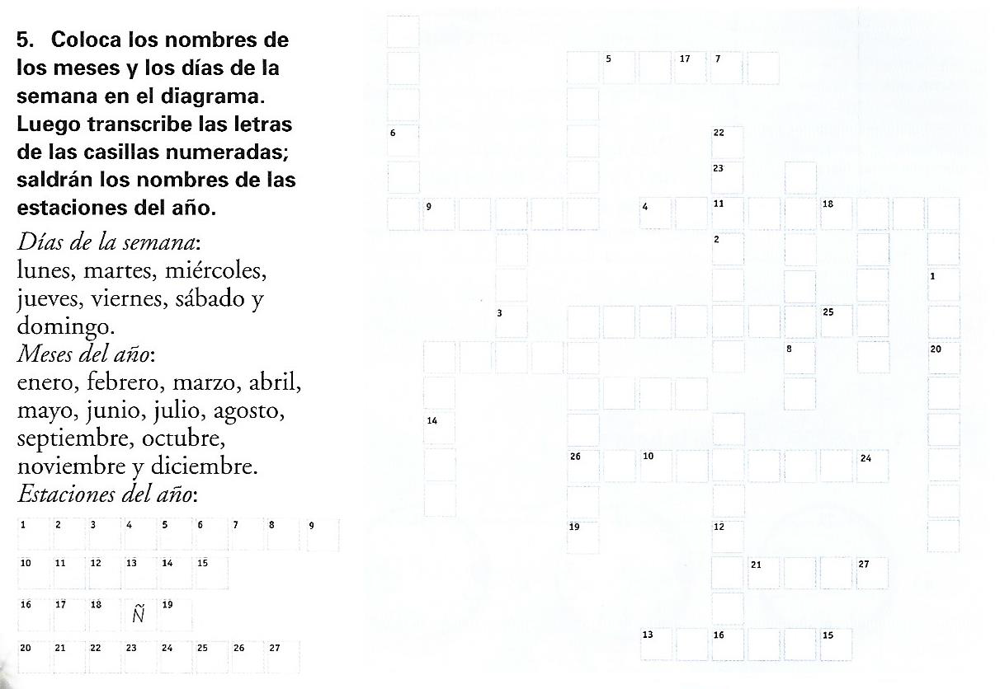 5. Coloca los nombres de
los meses y los días de la
semana en el diagrama.
Luego transcribe las letras
de las casillas numeradas;
saldrán los nombres de las
estaciones del año.
Días de la semana:
lunes, martes, miércoles,
jueves, viernes, sábado y
domingo.
Meses del año:
enero, febrero, marzo, abril,
mayo, junio, julio, agosto,
septiembre, octubre,
noviembre y diciembre.
Estaciones del año:
1 2 3 4 5 6 7 8 9
10 11 12 13 14 15
16 17 18 Ñ 19
20 21 22 23 24 25 26 27
5 17 7
6 22
23
9 4 11 18
2
1
3 25
8 20
14
26 10 24
19 12
21 27
13 16 15